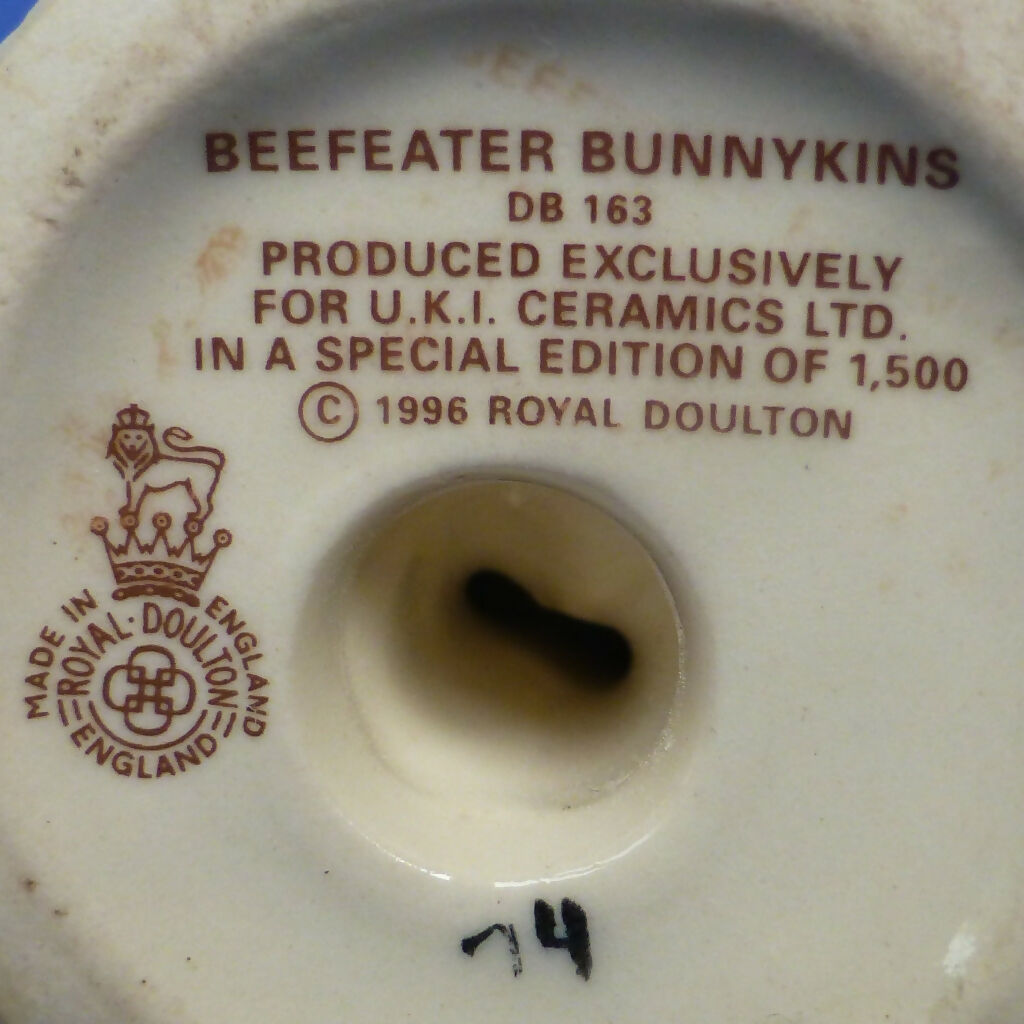 BEEFEATER BUNNYKINS
DB 163
PRODUCED EXCLUSIVELY
FOR U.K.I. CERAMICS LTD.
IN A SPECIAL EDITION OF 1,500
© 1996 ROYAL DOULTON
MADE IN ENGLAND
ROYAL·DOULTON
ENGLAND
74